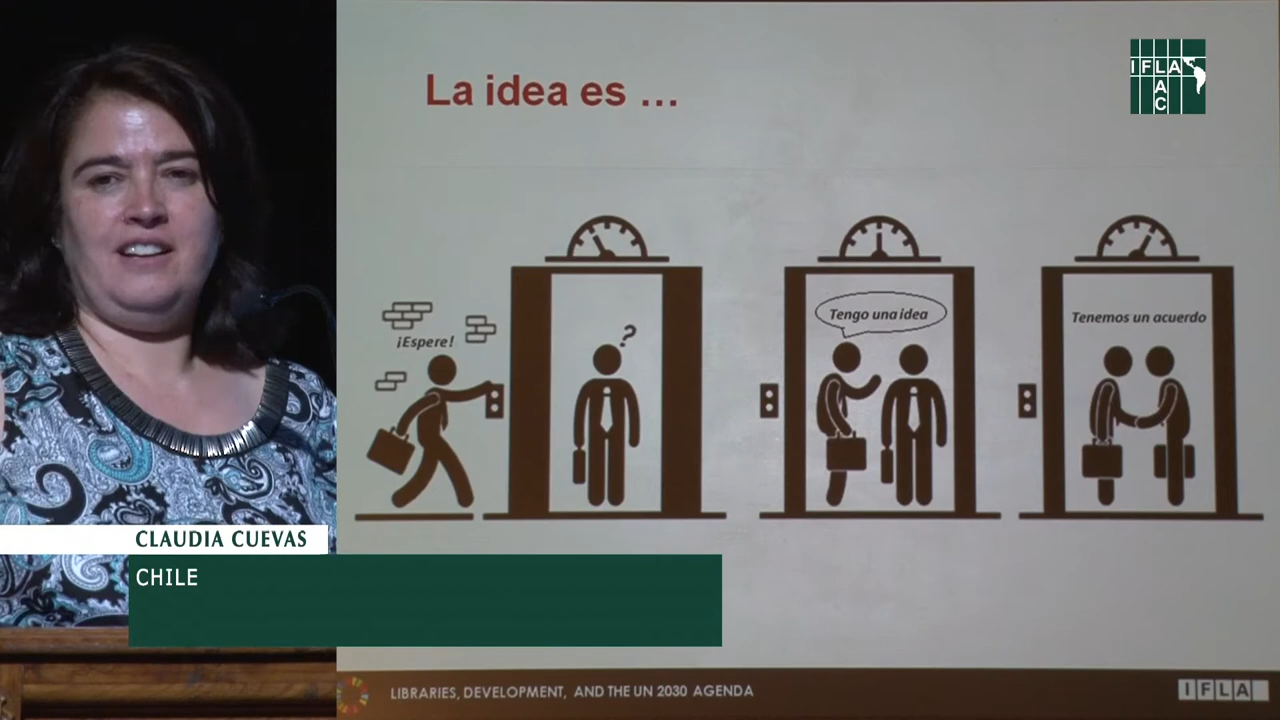 La idea es ...
IFLA
A
C
¡Espere!
?
Tengo una idea
Tenemos un acuerdo
CLAUDIA CUEVAS
CHILE
LIBRARIES, DEVELOPMENT, AND THE UN 2030 AGENDA
IFLA